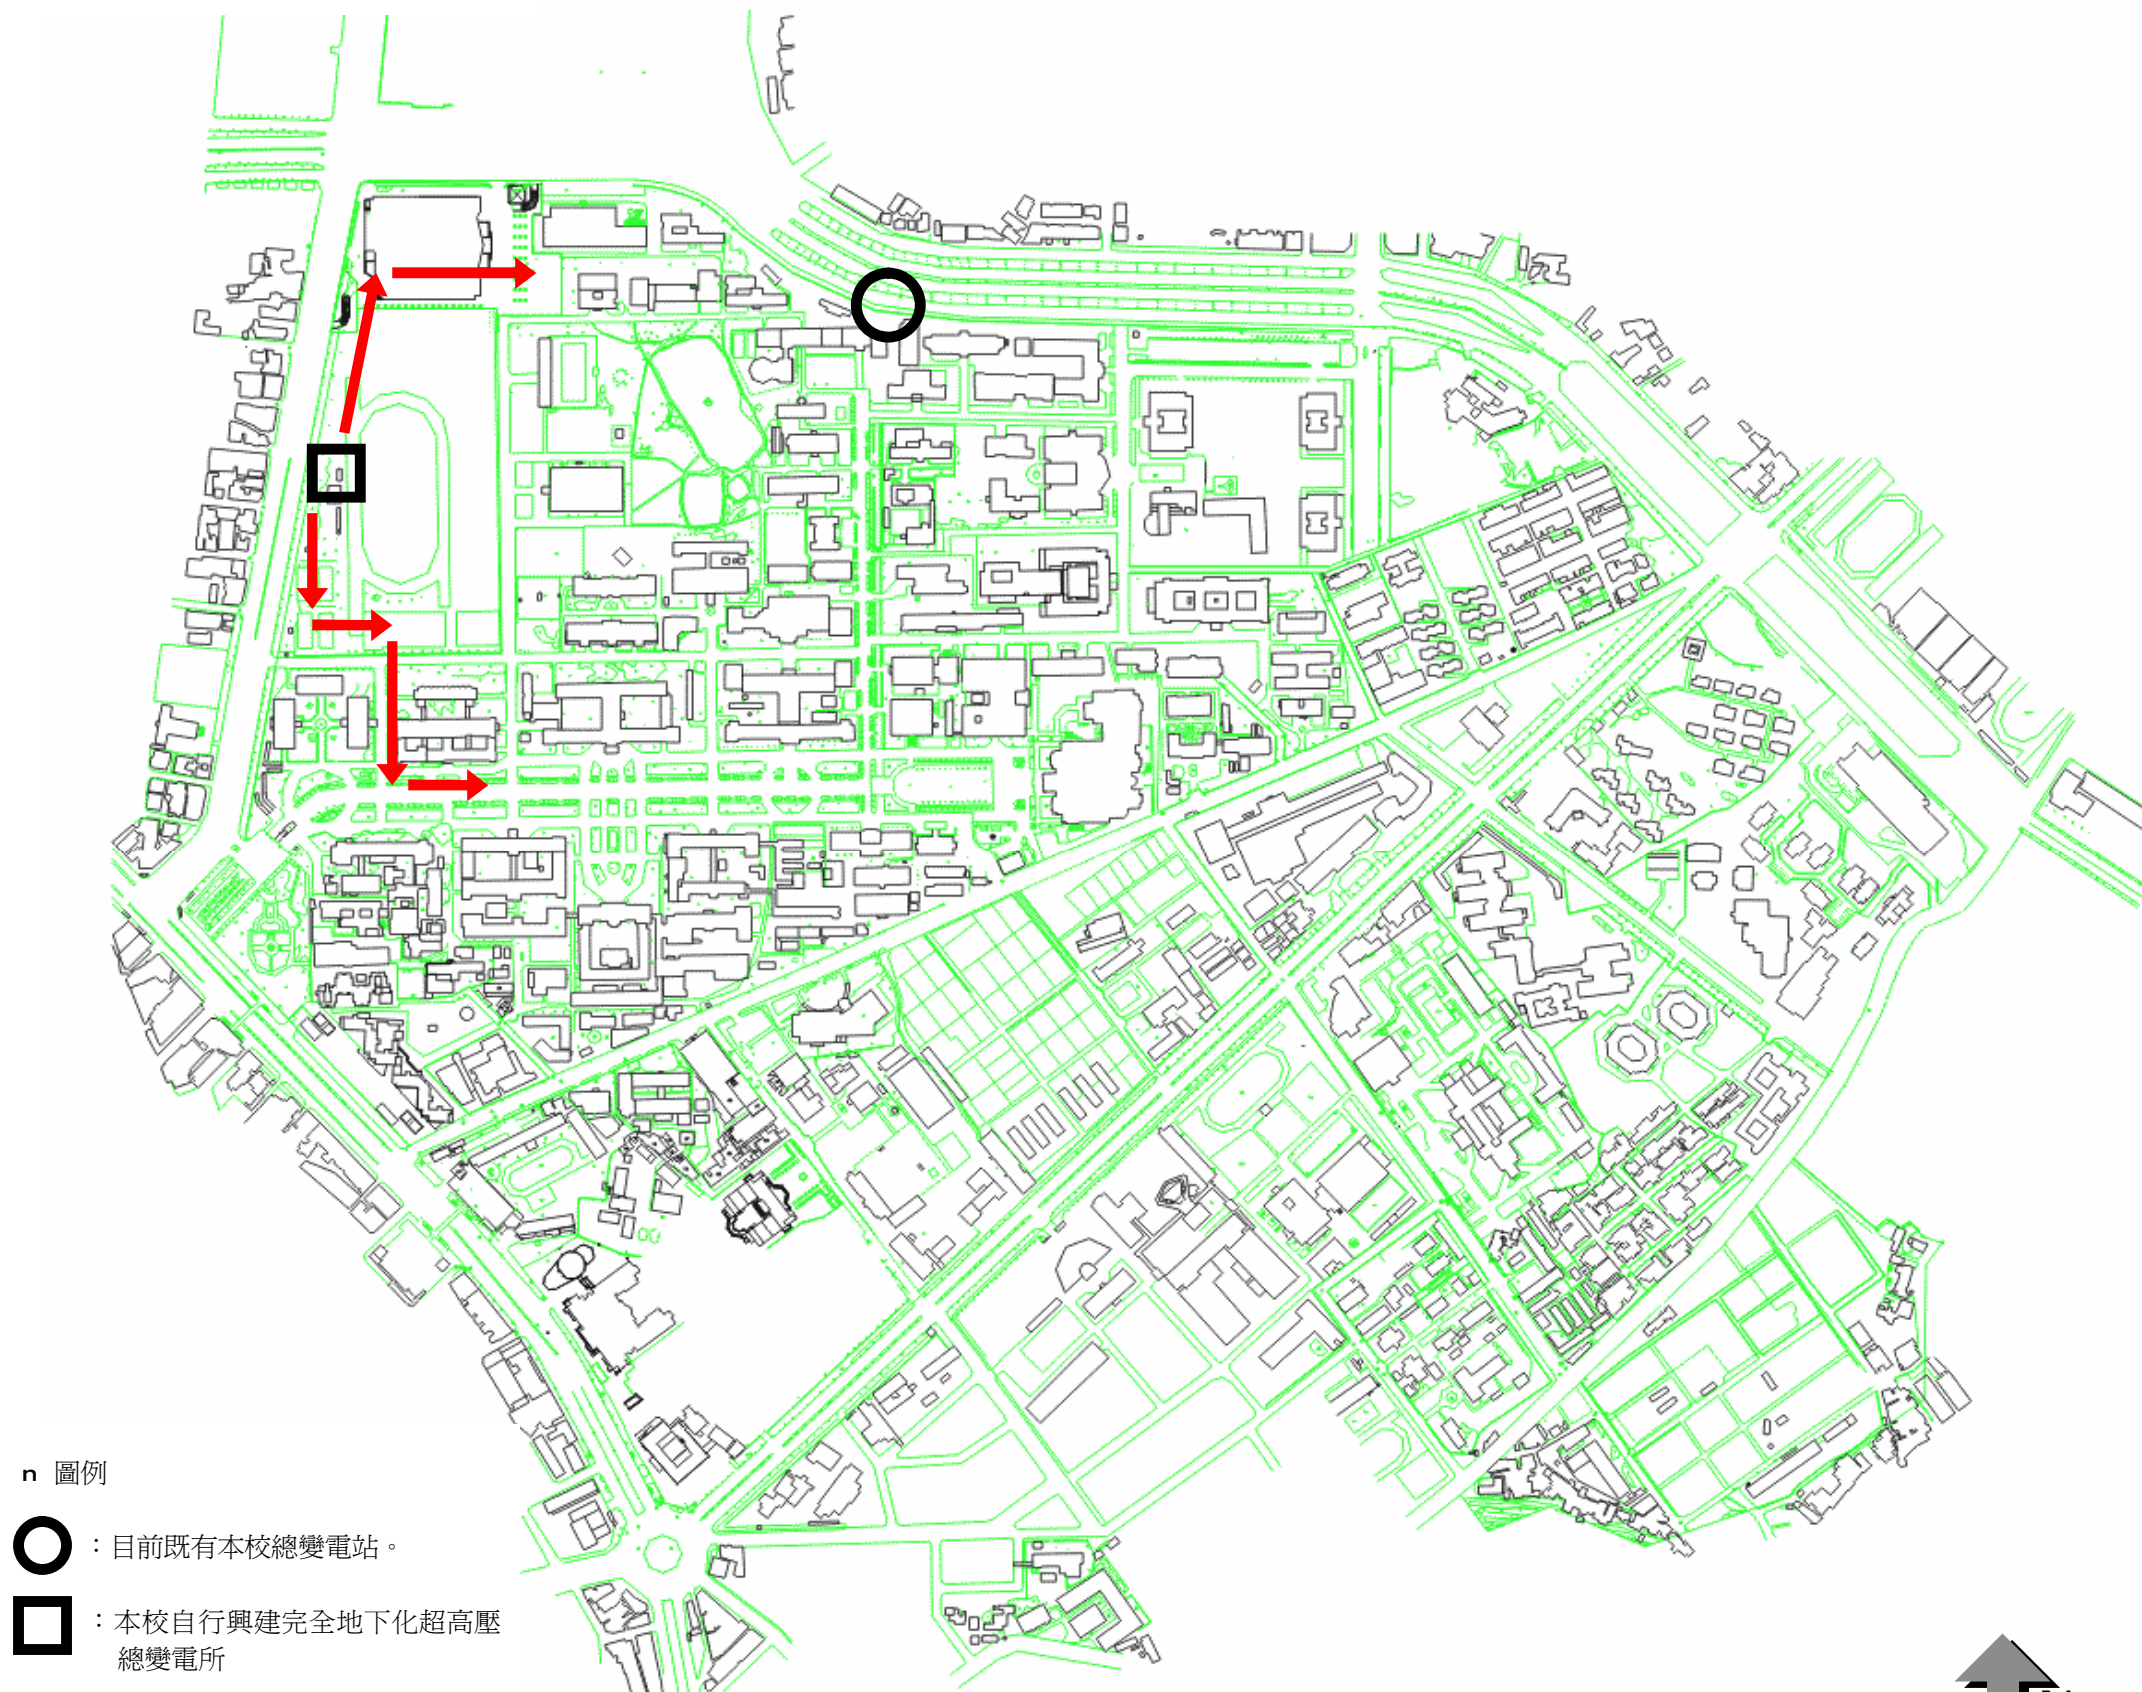 n 圖例
：目前既有本校總變電站。
：本校自行興建完全地下化超高壓
總變電所